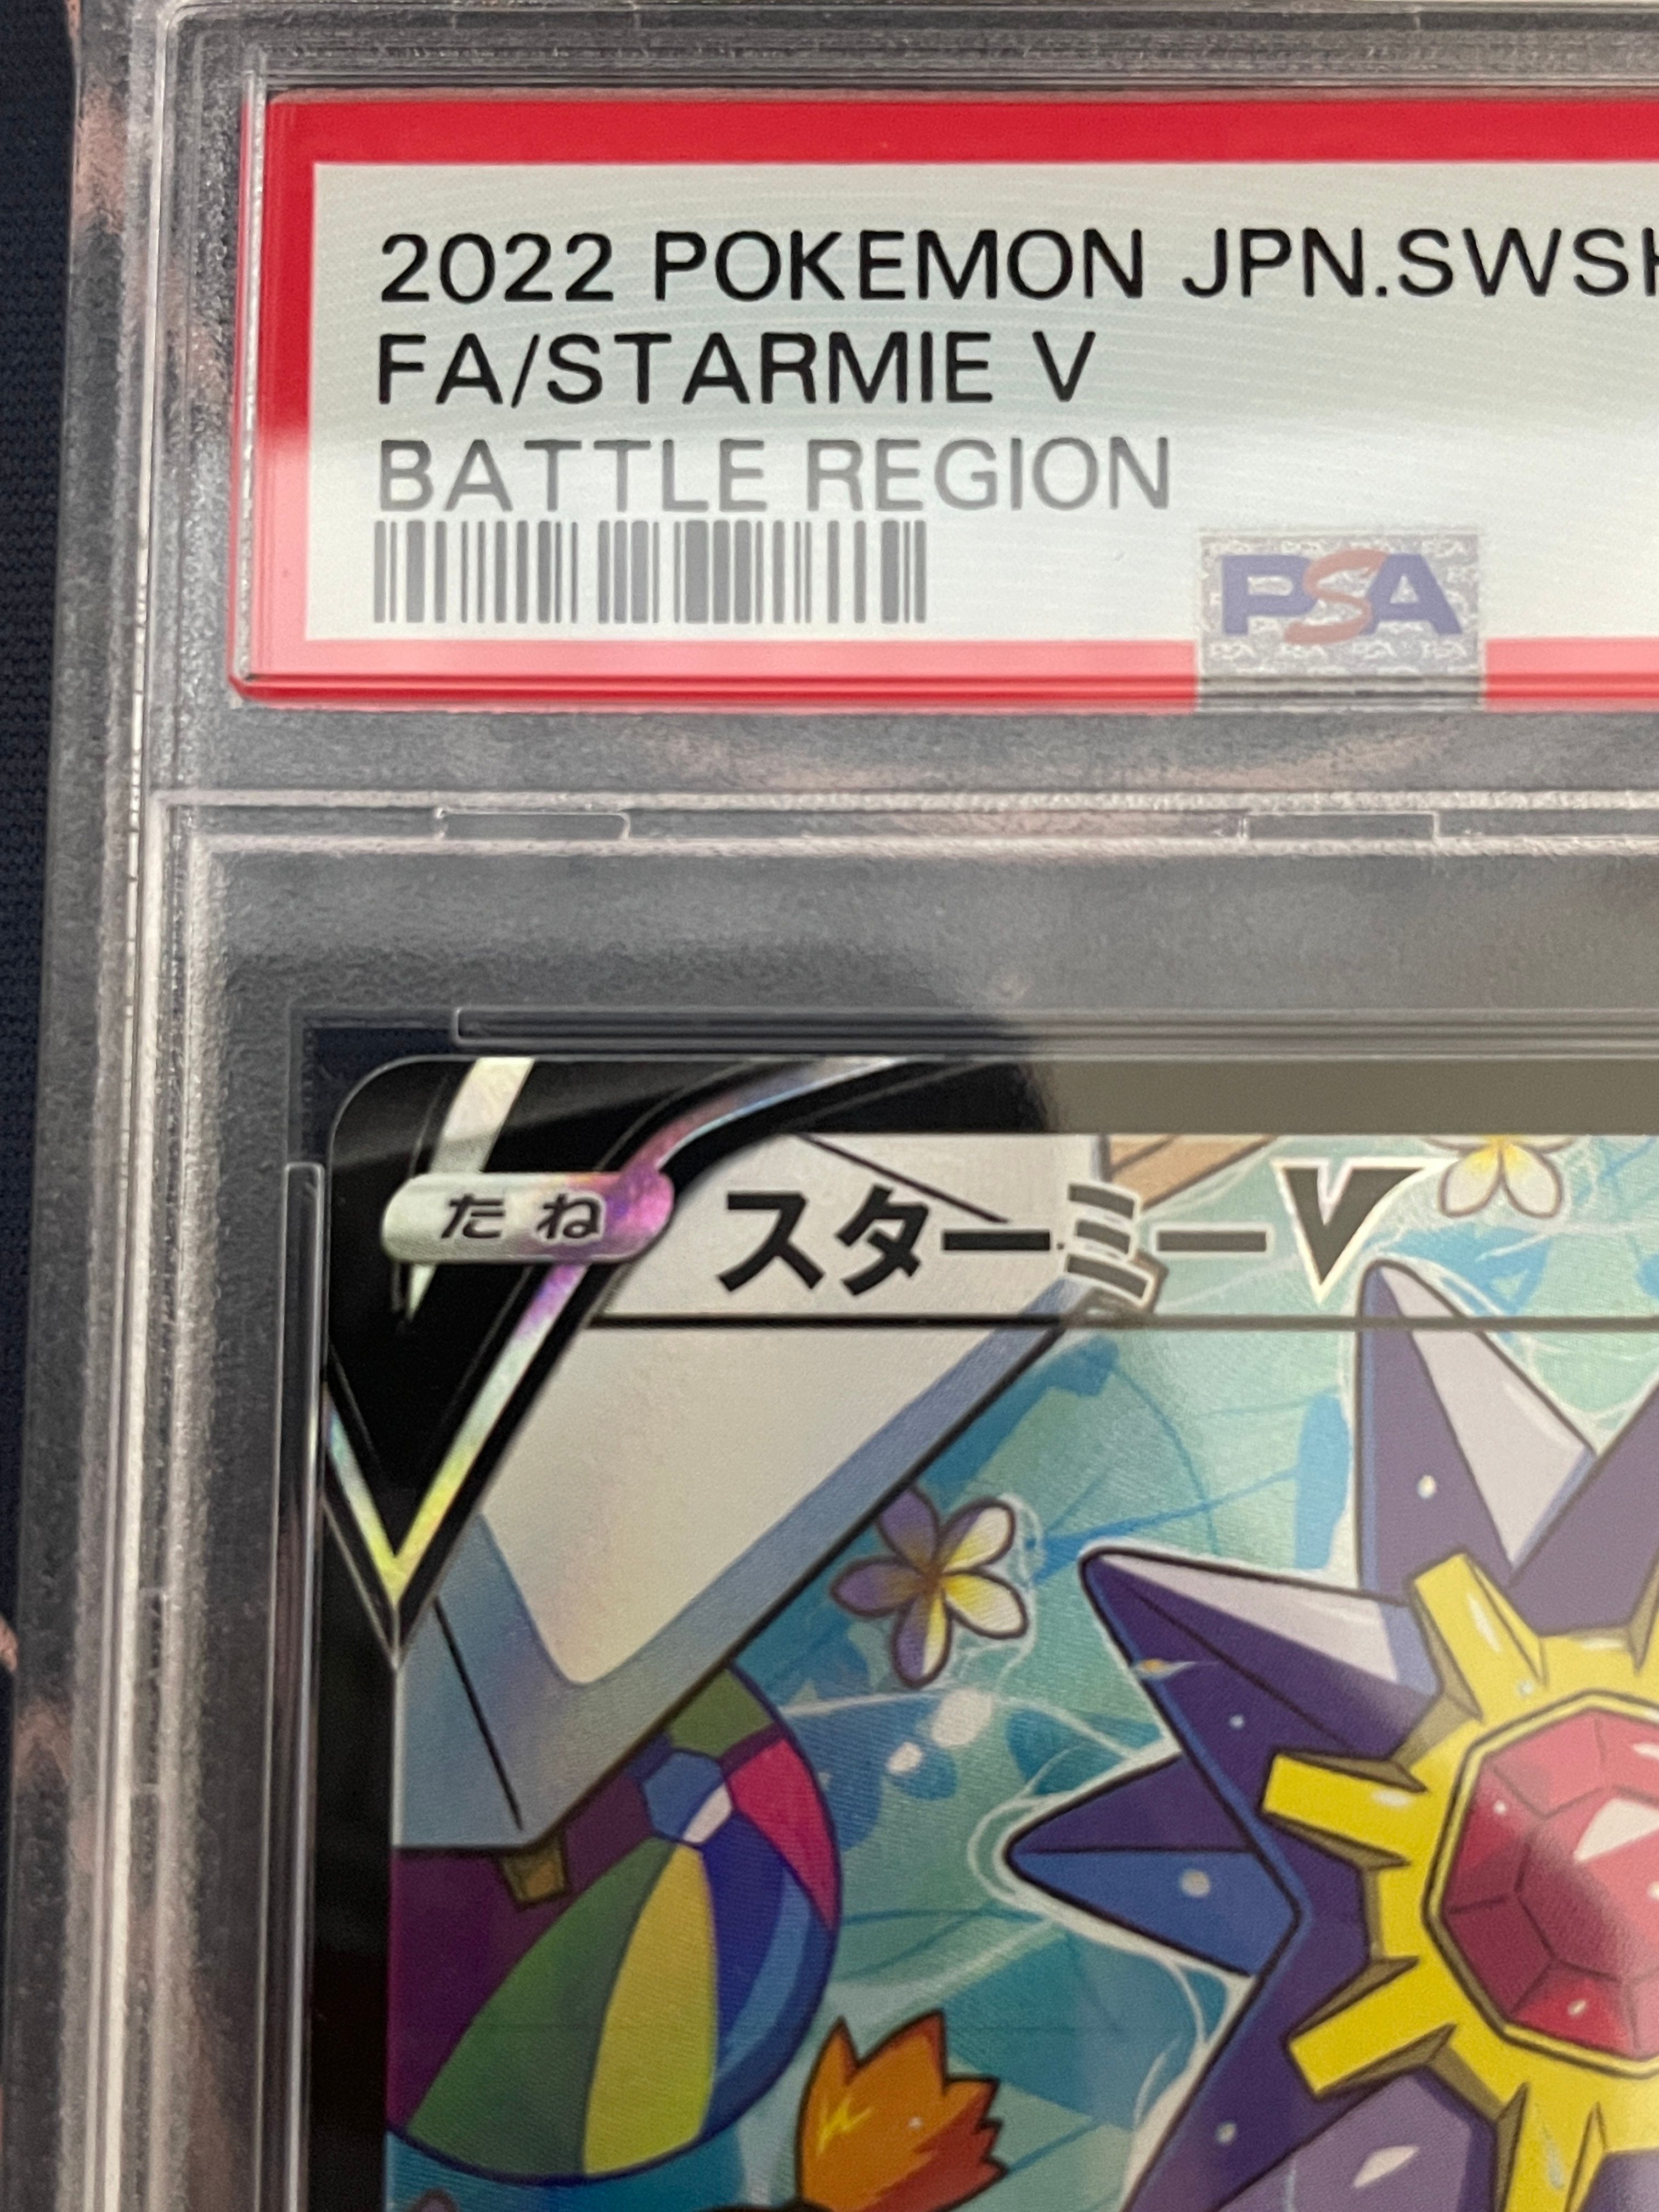 2022 POKEMON JPN.SWSH
FA/STARMIE V
BATTLE REGION
PSA
たね スターミーV